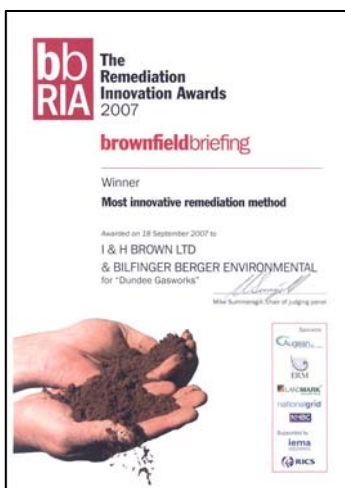 bb
RIA
The
Remediation
Innovation Awards
2007
brownfieldbriefing
Winner
Most innovative remediation method
Awarded on 18 September 2007 to
I & H BROWN LTD
& BILFINGER BERGER ENVIRONMENTAL
for "Dundee Gasworks"
Mike Summersgill, Chair of judging panel
Sponsors
Augean
ERM
LANDMARK
nationalgrid
NHBC
Supported by
iema
RICS